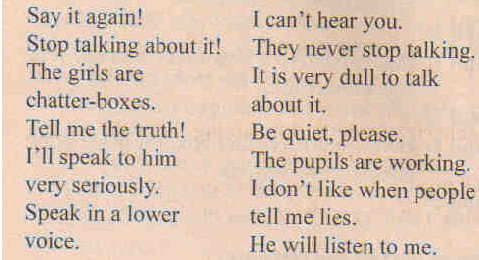 Say it again!
Stop talking about it!
The girls are
chatter-boxes.
Tell me the truth!
I'll speak to him
very seriously.
Speak in a lower
voice.
I can't hear you.
They never stop talking.
It is very dull to talk
about it.
Be quiet, please.
The pupils are working.
I don't like when people
tell me lies.
He will listen to me.